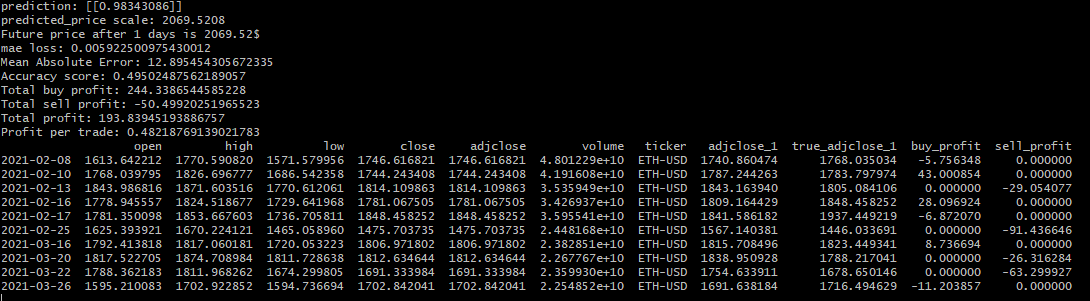 prediction: [[0.98343086]]
predicted_price scale: 2069.5208
Future price after 1 days is 2069.52$
mae loss: 0.005922500975430012
Mean Absolute Error: 12.895454305672335
Accuracy score: 0.49502487562189057
Total buy profit: 244.3386544585228
Total sell profit: -50.49920251965523
Total profit: 193.83945193886757
Profit per trade: 0.48218769139021783
open high low close adjclose volume ticker adjclose_1 true_adjclose_1 buy_profit sell_profit
2021-02-08 1613.642212 1770.590820 1571.579956 1746.616821 1746.616821 4.801229e+10 ETH-USD 1740.860474 1768.035034 -5.756348 0.000000
2021-02-10 1768.039795 1826.696777 1686.542358 1744.243408 1744.243408 4.191608e+10 ETH-USD 1787.244263 1783.797974 43.000854 0.000000
2021-02-13 1843.986816 1871.603516 1770.612061 1814.109863 1814.109863 3.535949e+10 ETH-USD 1843.163940 1805.084106 0.000000 -29.054077
2021-02-16 1778.945557 1824.518677 1729.641968 1781.067505 1781.067505 3.426937e+10 ETH-USD 1809.164429 1848.458252 28.096924 0.000000
2021-02-17 1781.350098 1853.667603 1736.705811 1848.458252 1848.458252 3.595541e+10 ETH-USD 1841.586182 1937.449219 -6.872070 0.000000
2021-02-25 1625.393921 1670.224121 1465.058960 1475.703735 1475.703735 2.448168e+10 ETH-USD 1567.140381 1446.033691 0.000000 -91.436646
2021-03-16 1792.413818 1817.060181 1720.053223 1806.971802 1806.971802 2.382851e+10 ETH-USD 1815.708496 1823.449341 8.736694 0.000000
2021-03-20 1817.522705 1874.708984 1811.728638 1812.634644 1812.634644 2.267767e+10 ETH-USD 1838.950928 1788.217041 0.000000 -26.316284
2021-03-22 1788.362183 1811.968262 1674.299805 1691.333984 1691.333984 2.359930e+10 ETH-USD 1754.633911 1678.650146 0.000000 -63.299927
2021-03-26 1595.210083 1702.922852 1594.736694 1702.842041 1702.842041 2.254852e+10 ETH-USD 1691.638184 1716.494629 -11.203857 0.000000